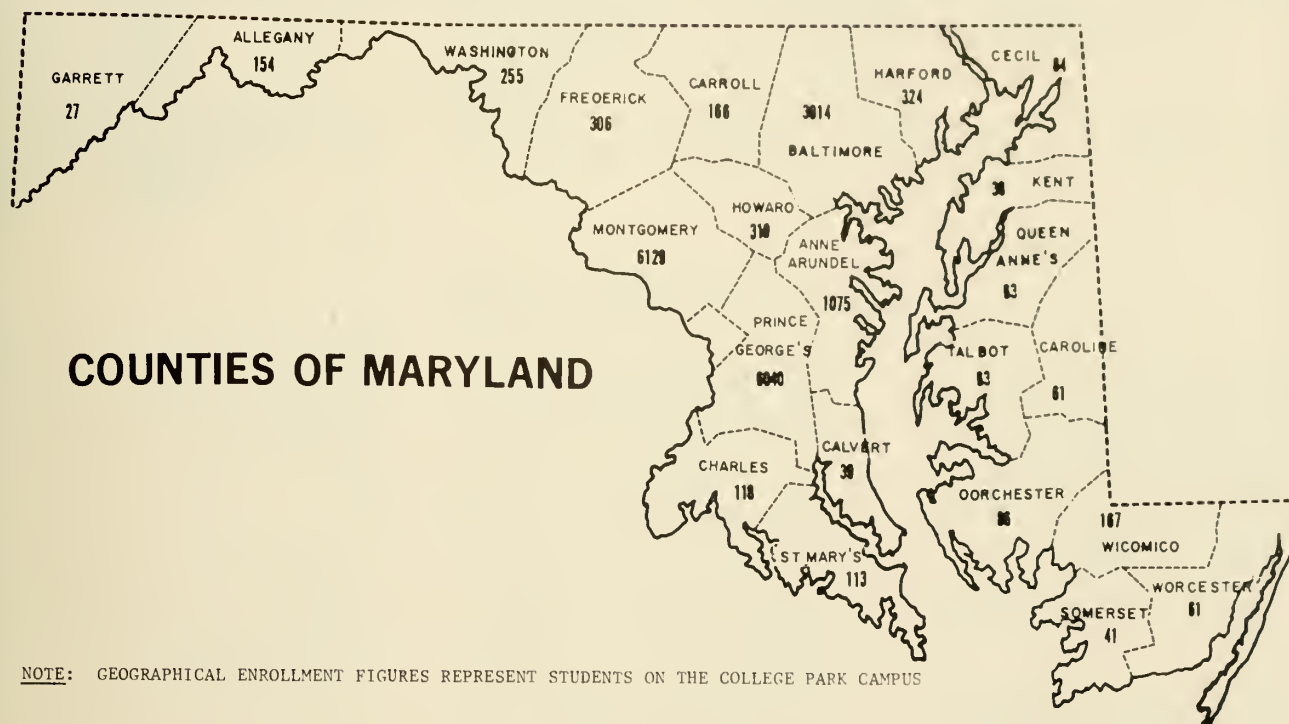 GARRETT
27
ALLEGANY
154
WASHINGTON
255
FREDERICK
306
CARROLL
3014
BALTIMORE
HARFORD
324
CECIL
KENT
QUEEN
ANNE'S
HOWARD
MONTGOMERY
ANNE
ARUNDEL
1075
PRINCE
GEORGE'S
TALBOT
CAROLINE
61
COUNTIES OF MARYLAND
CALVERT
CHARLES
118
ST MARY'S
113
DORCHESTER
167
WICOMICO
WORCESTER
61
SOMERSET
41
NOTE: GEOGRAPHICAL ENROLLMENT FIGURES REPRESENT STUDENTS ON THE COLLEGE PARK CAMPUS